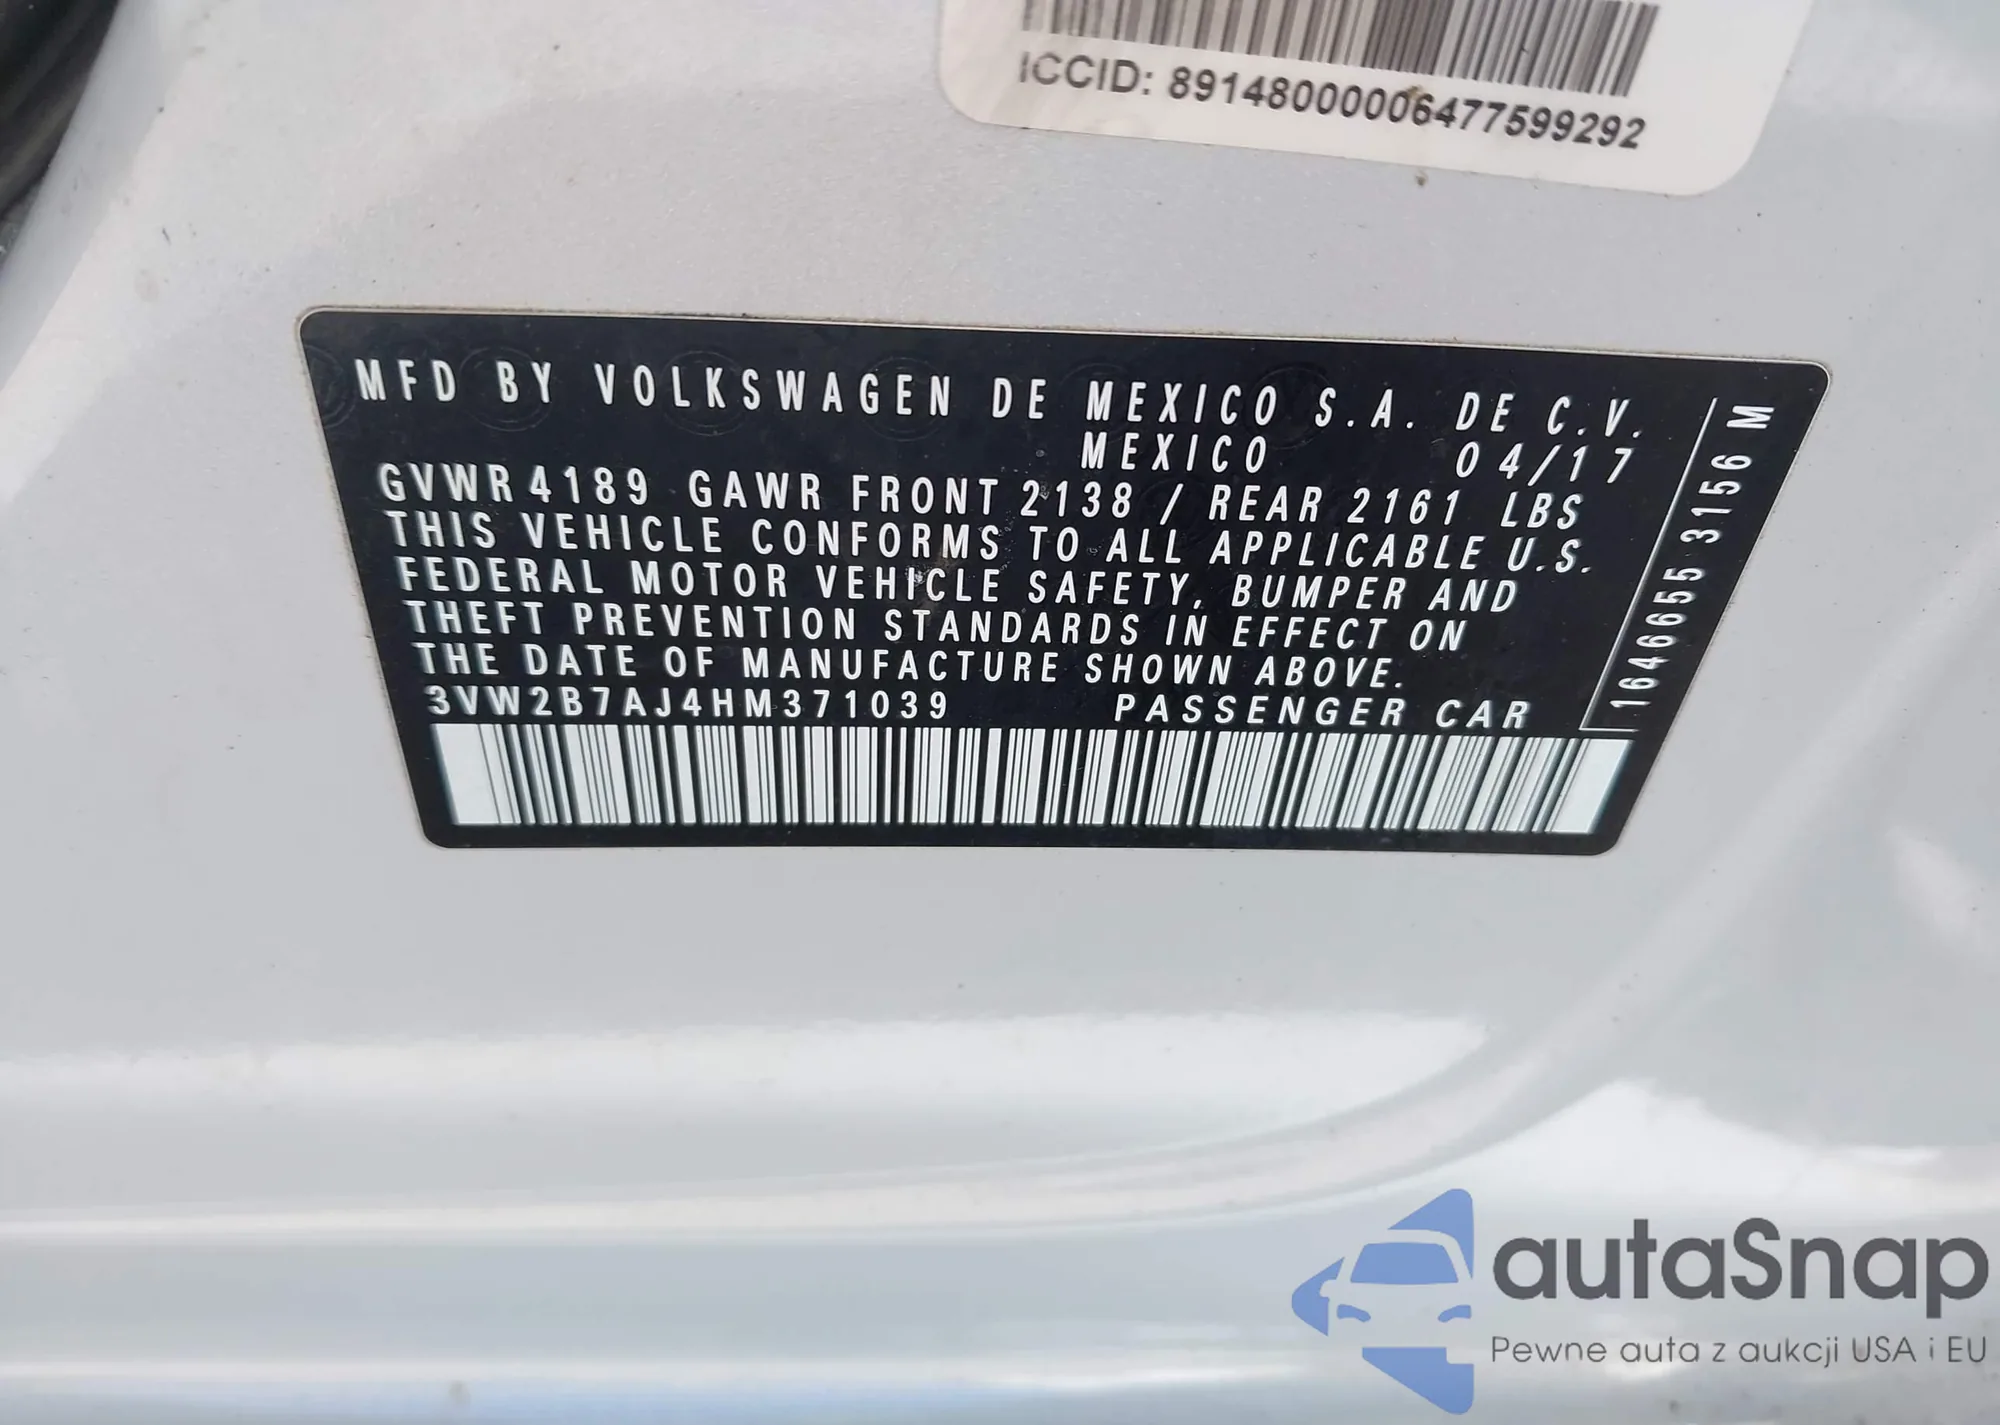 ICCID: 89148000006477599292
MFD BY VOLKSWAGEN DE MEXICO S.A. DE C.V.
MEXICO 04/17
GVWR 4189 GAWR FRONT 2138 / REAR 2161 LBS
THIS VEHICLE CONFORMS TO ALL APPLICABLE U.S.
FEDERAL MOTOR VEHICLE SAFETY, BUMPER AND
THEFT PREVENTION STANDARDS IN EFFECT ON
THE DATE OF MANUFACTURE SHOWN ABOVE.
3VW2B7AJ4HM371039 PASSENGER CAR
1646655 3156 M
autaSnap
Pewne auta z aukcji USA i EU